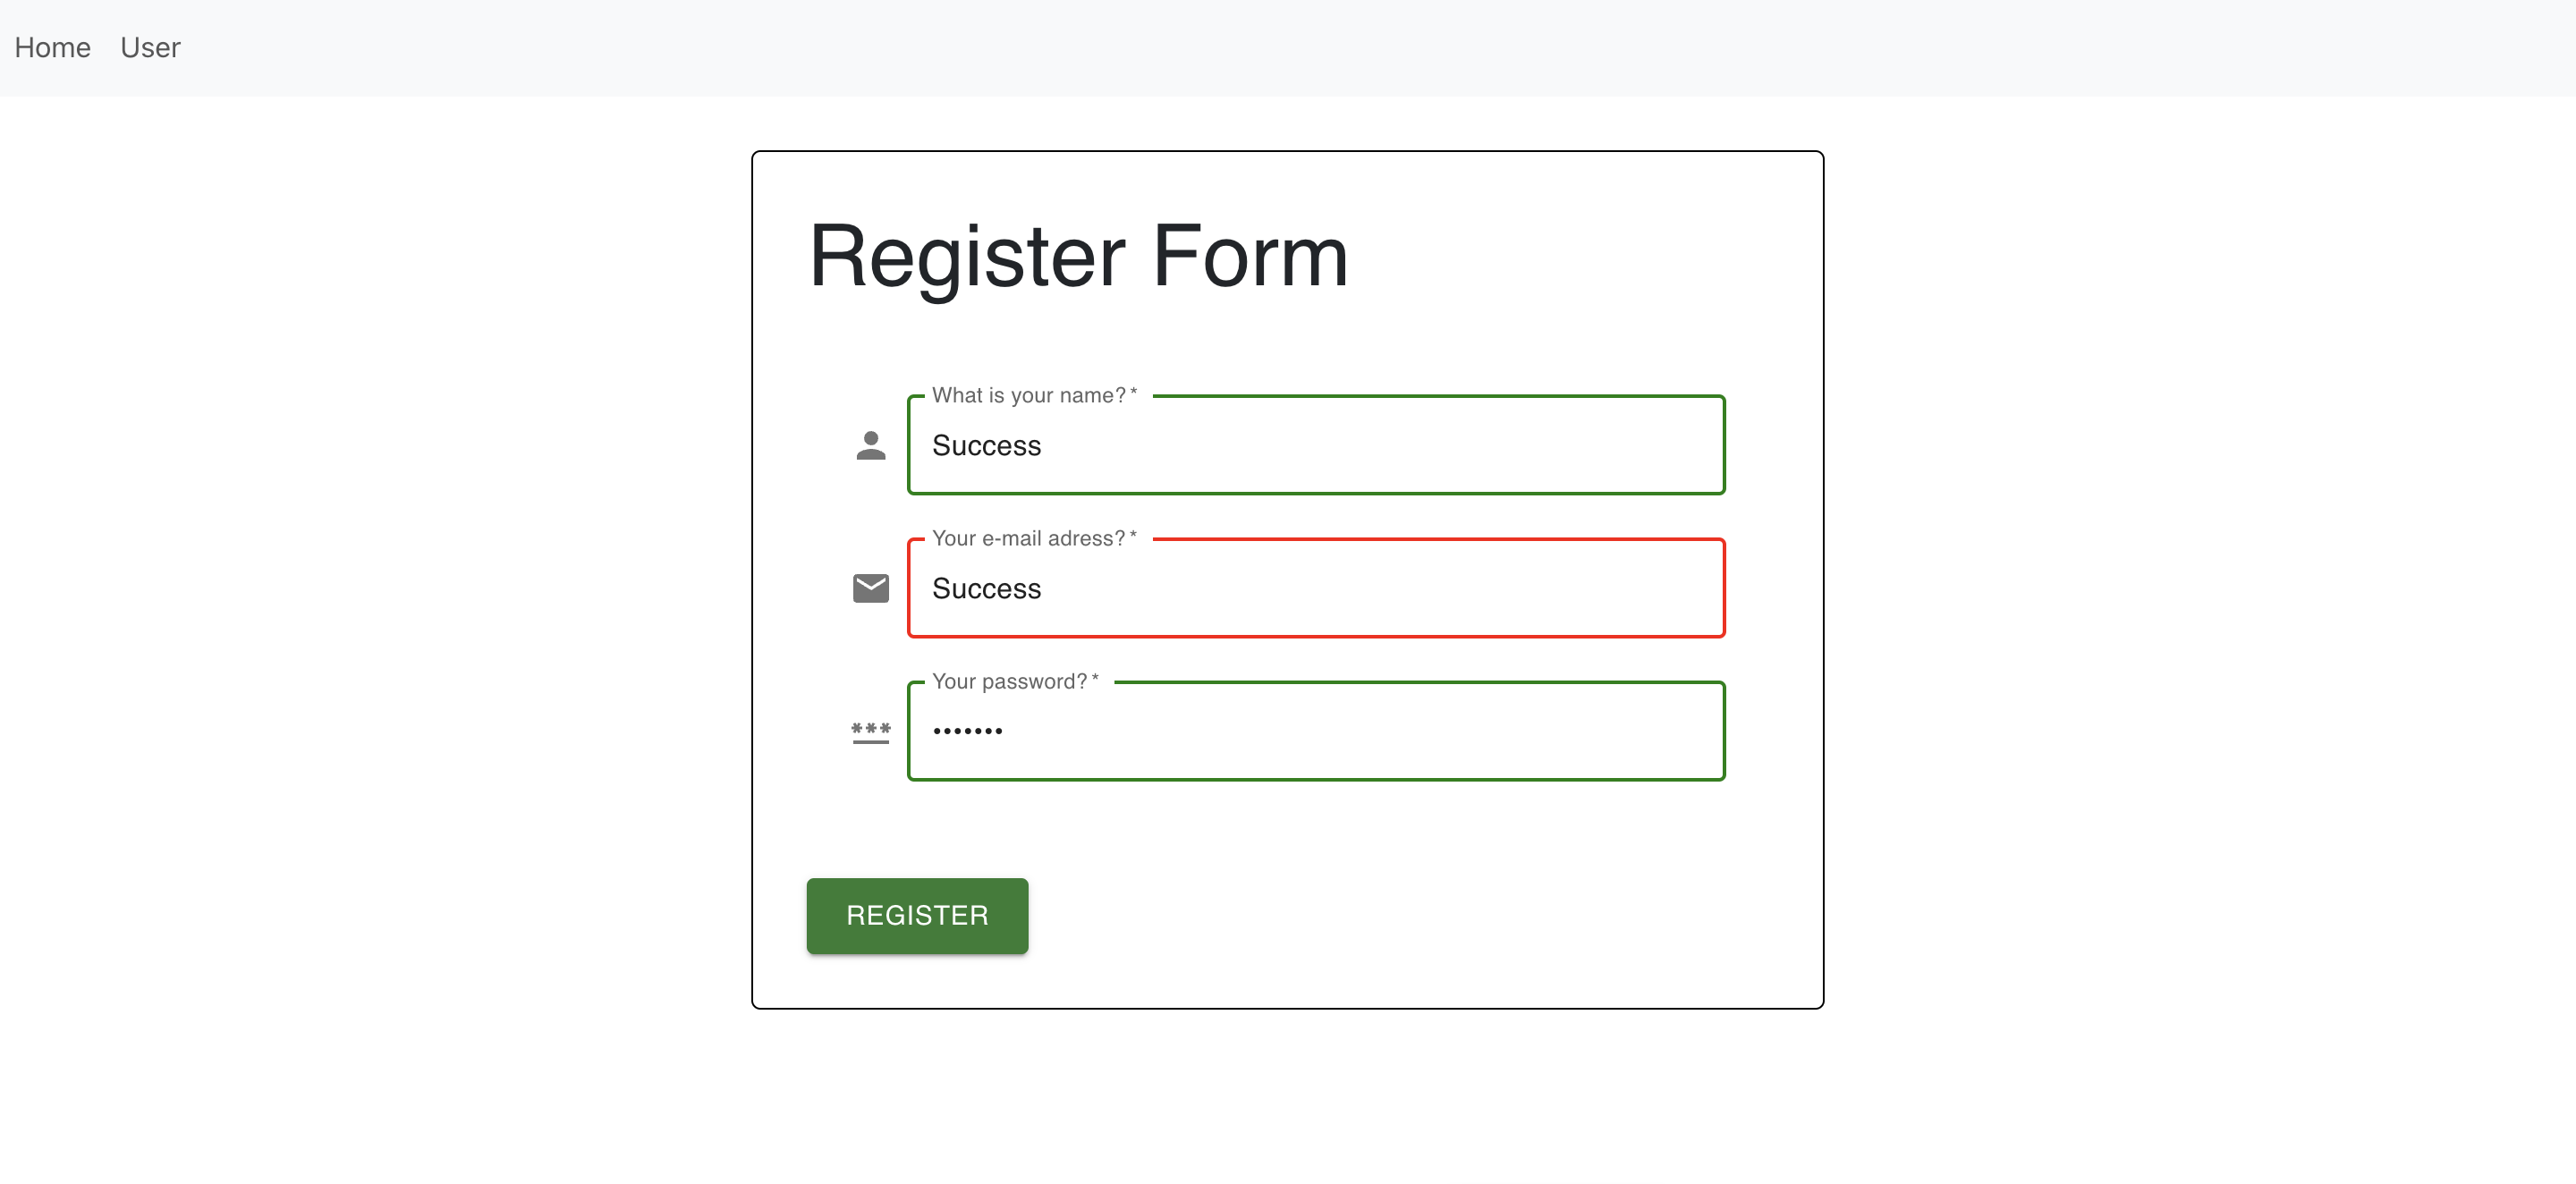 Home User
Register Form
What is your name? *
Success
Your e-mail adress? *
Success
Your password? *
•••••••
REGISTER